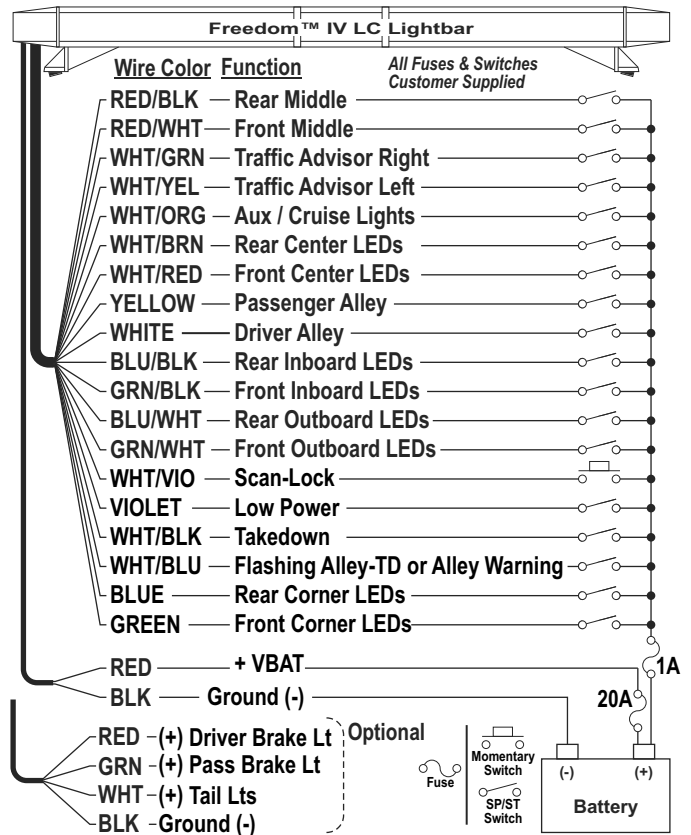 Freedom™ IV LC Lightbar
Wire Color Function
All Fuses & Switches
Customer Supplied
RED/BLK Rear Middle
RED/WHT Front Middle
WHT/GRN Traffic Advisor Right
WHT/YEL Traffic Advisor Left
WHT/ORG Aux / Cruise Lights
WHT/BRN Rear Center LEDs
WHT/RED Front Center LEDs
YELLOW Passenger Alley
WHITE Driver Alley
BLU/BLK Rear Inboard LEDs
GRN/BLK Front Inboard LEDs
BLU/WHT Rear Outboard LEDs
GRN/WHT Front Outboard LEDs
WHT/VIO Scan-Lock
VIOLET Low Power
WHT/BLK Takedown
WHT/BLU Flashing Alley-TD or Alley Warning
BLUE Rear Corner LEDs
GREEN Front Corner LEDs
RED + VBAT
BLK Ground (-)
1A
20A
RED (+) Driver Brake Lt
GRN (+) Pass Brake Lt
WHT (+) Tail Lts
BLK Ground (-)
Optional
Fuse
Momentary
Switch
SP/ST
Switch
(-) (+)
Battery